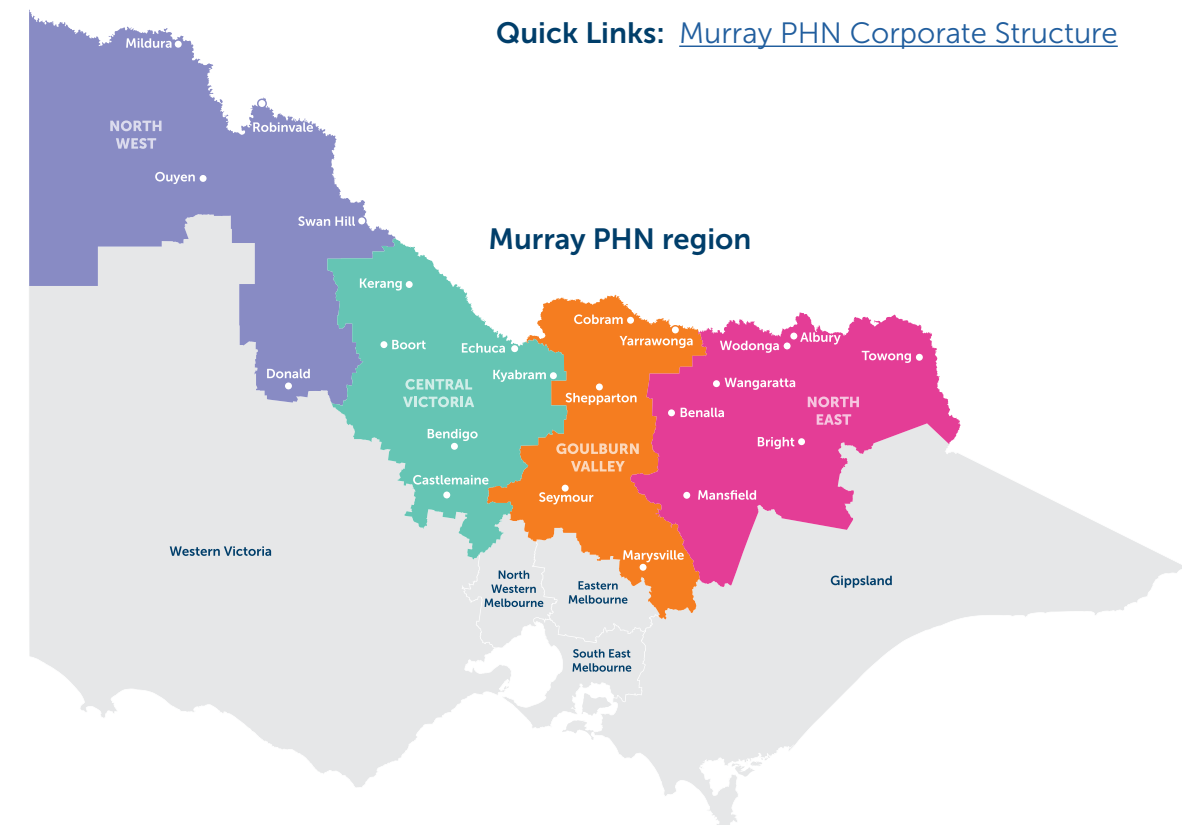 Quick Links: Murray PHN Corporate Structure
Mildura
NORTH
WEST
Robinvale
Ouyen
Swan Hill
Murray PHN region
Kerang
Cobram
Yarrawonga
Albury
Wodonga
Towong
Boort
Echuca
Kyabram
Donald
CENTRAL
VICTORIA
Shepparton
Wangaratta
NORTH
EAST
Benalla
Bendigo
Bright
GOULBURN
VALLEY
Castlemaine
Seymour
Mansfield
Western Victoria
Marysville
North
Western
Melbourne
Eastern
Melbourne
Gippsland
South East
Melbourne